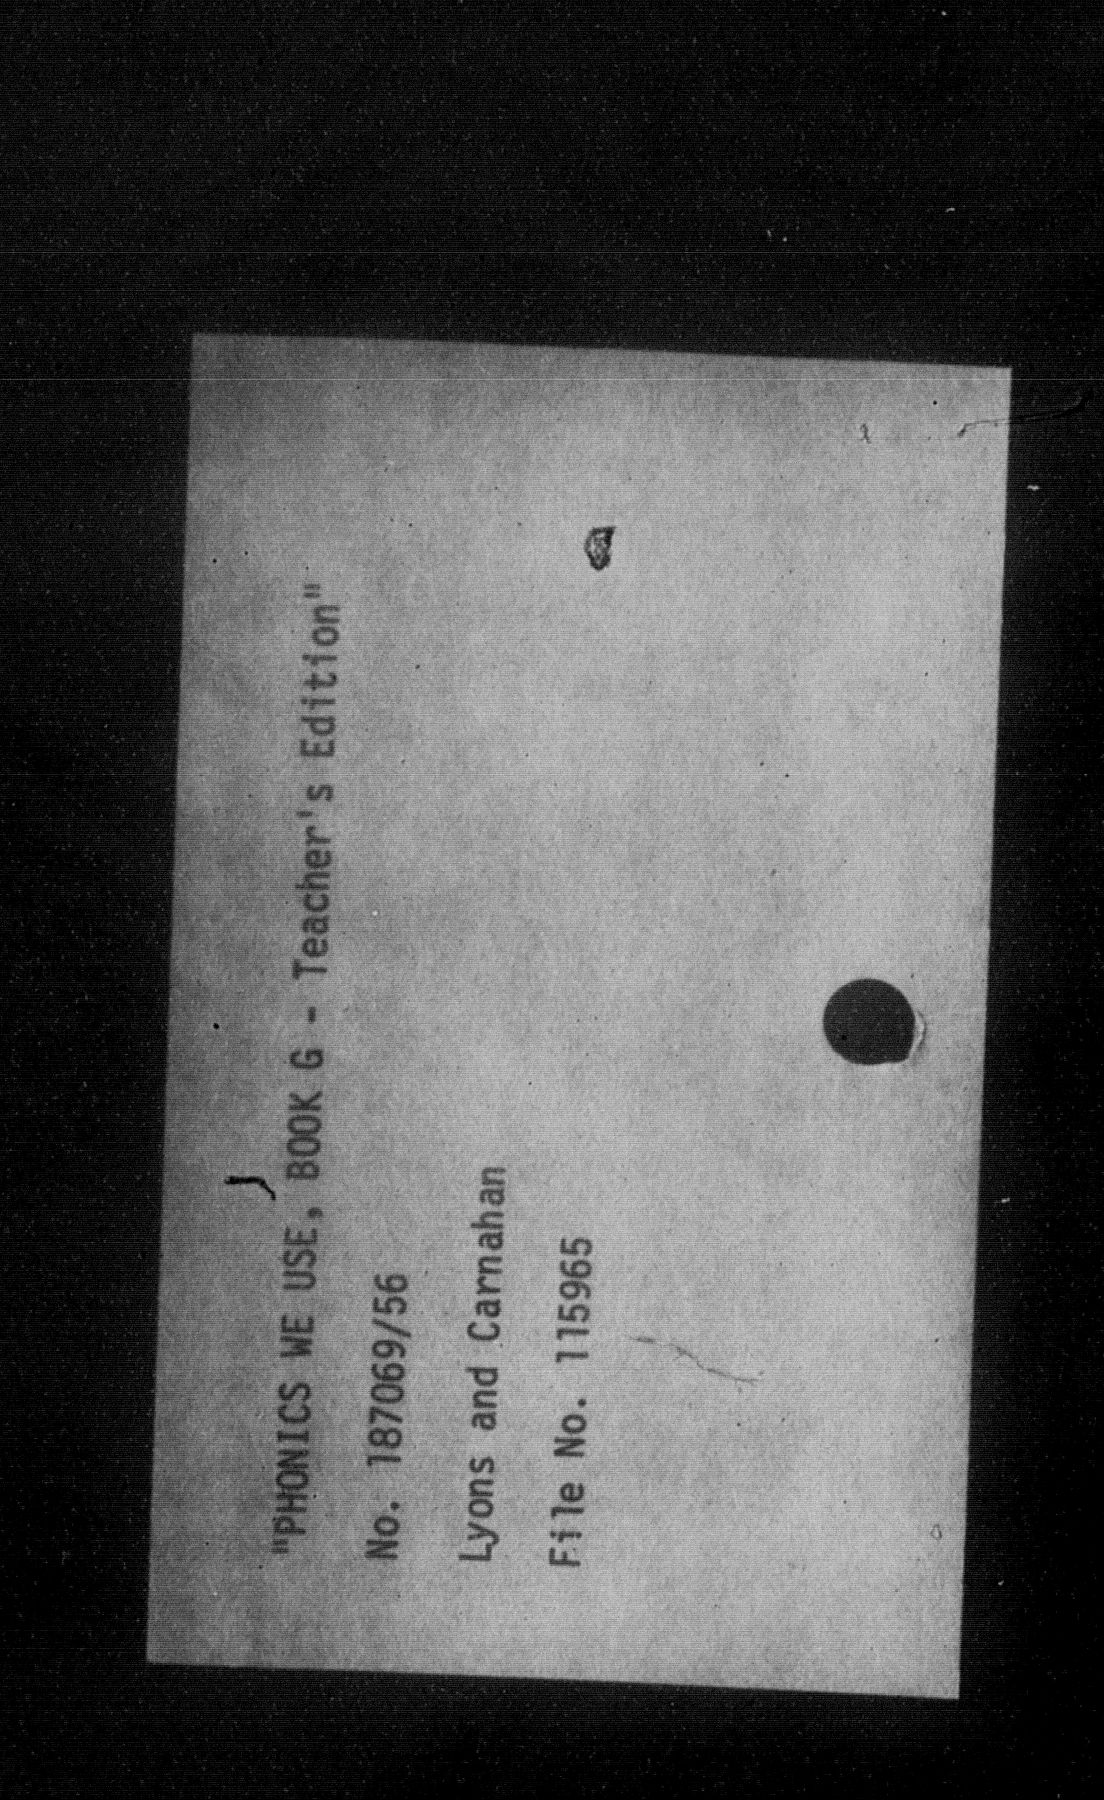 "PHONICS WE USE, BOOK G - Teacher's Edition"
No. 187069/56
Lyons and Carnahan
File No. 115965